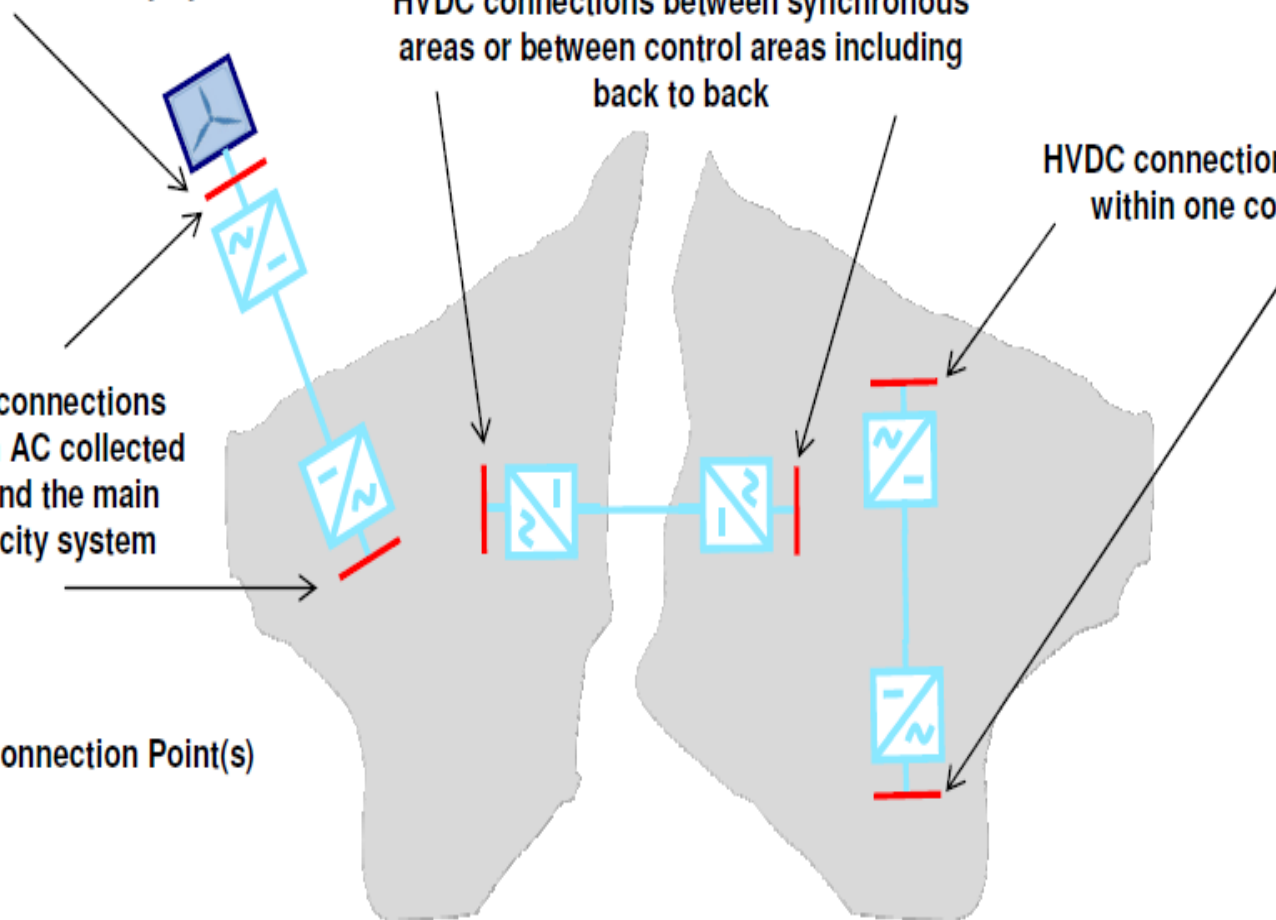 HVDC connections between synchronous
areas or between control areas including
back to back
HVDC connection
within one co
connections
AC collected
nd the main
city system
onnection Point(s)